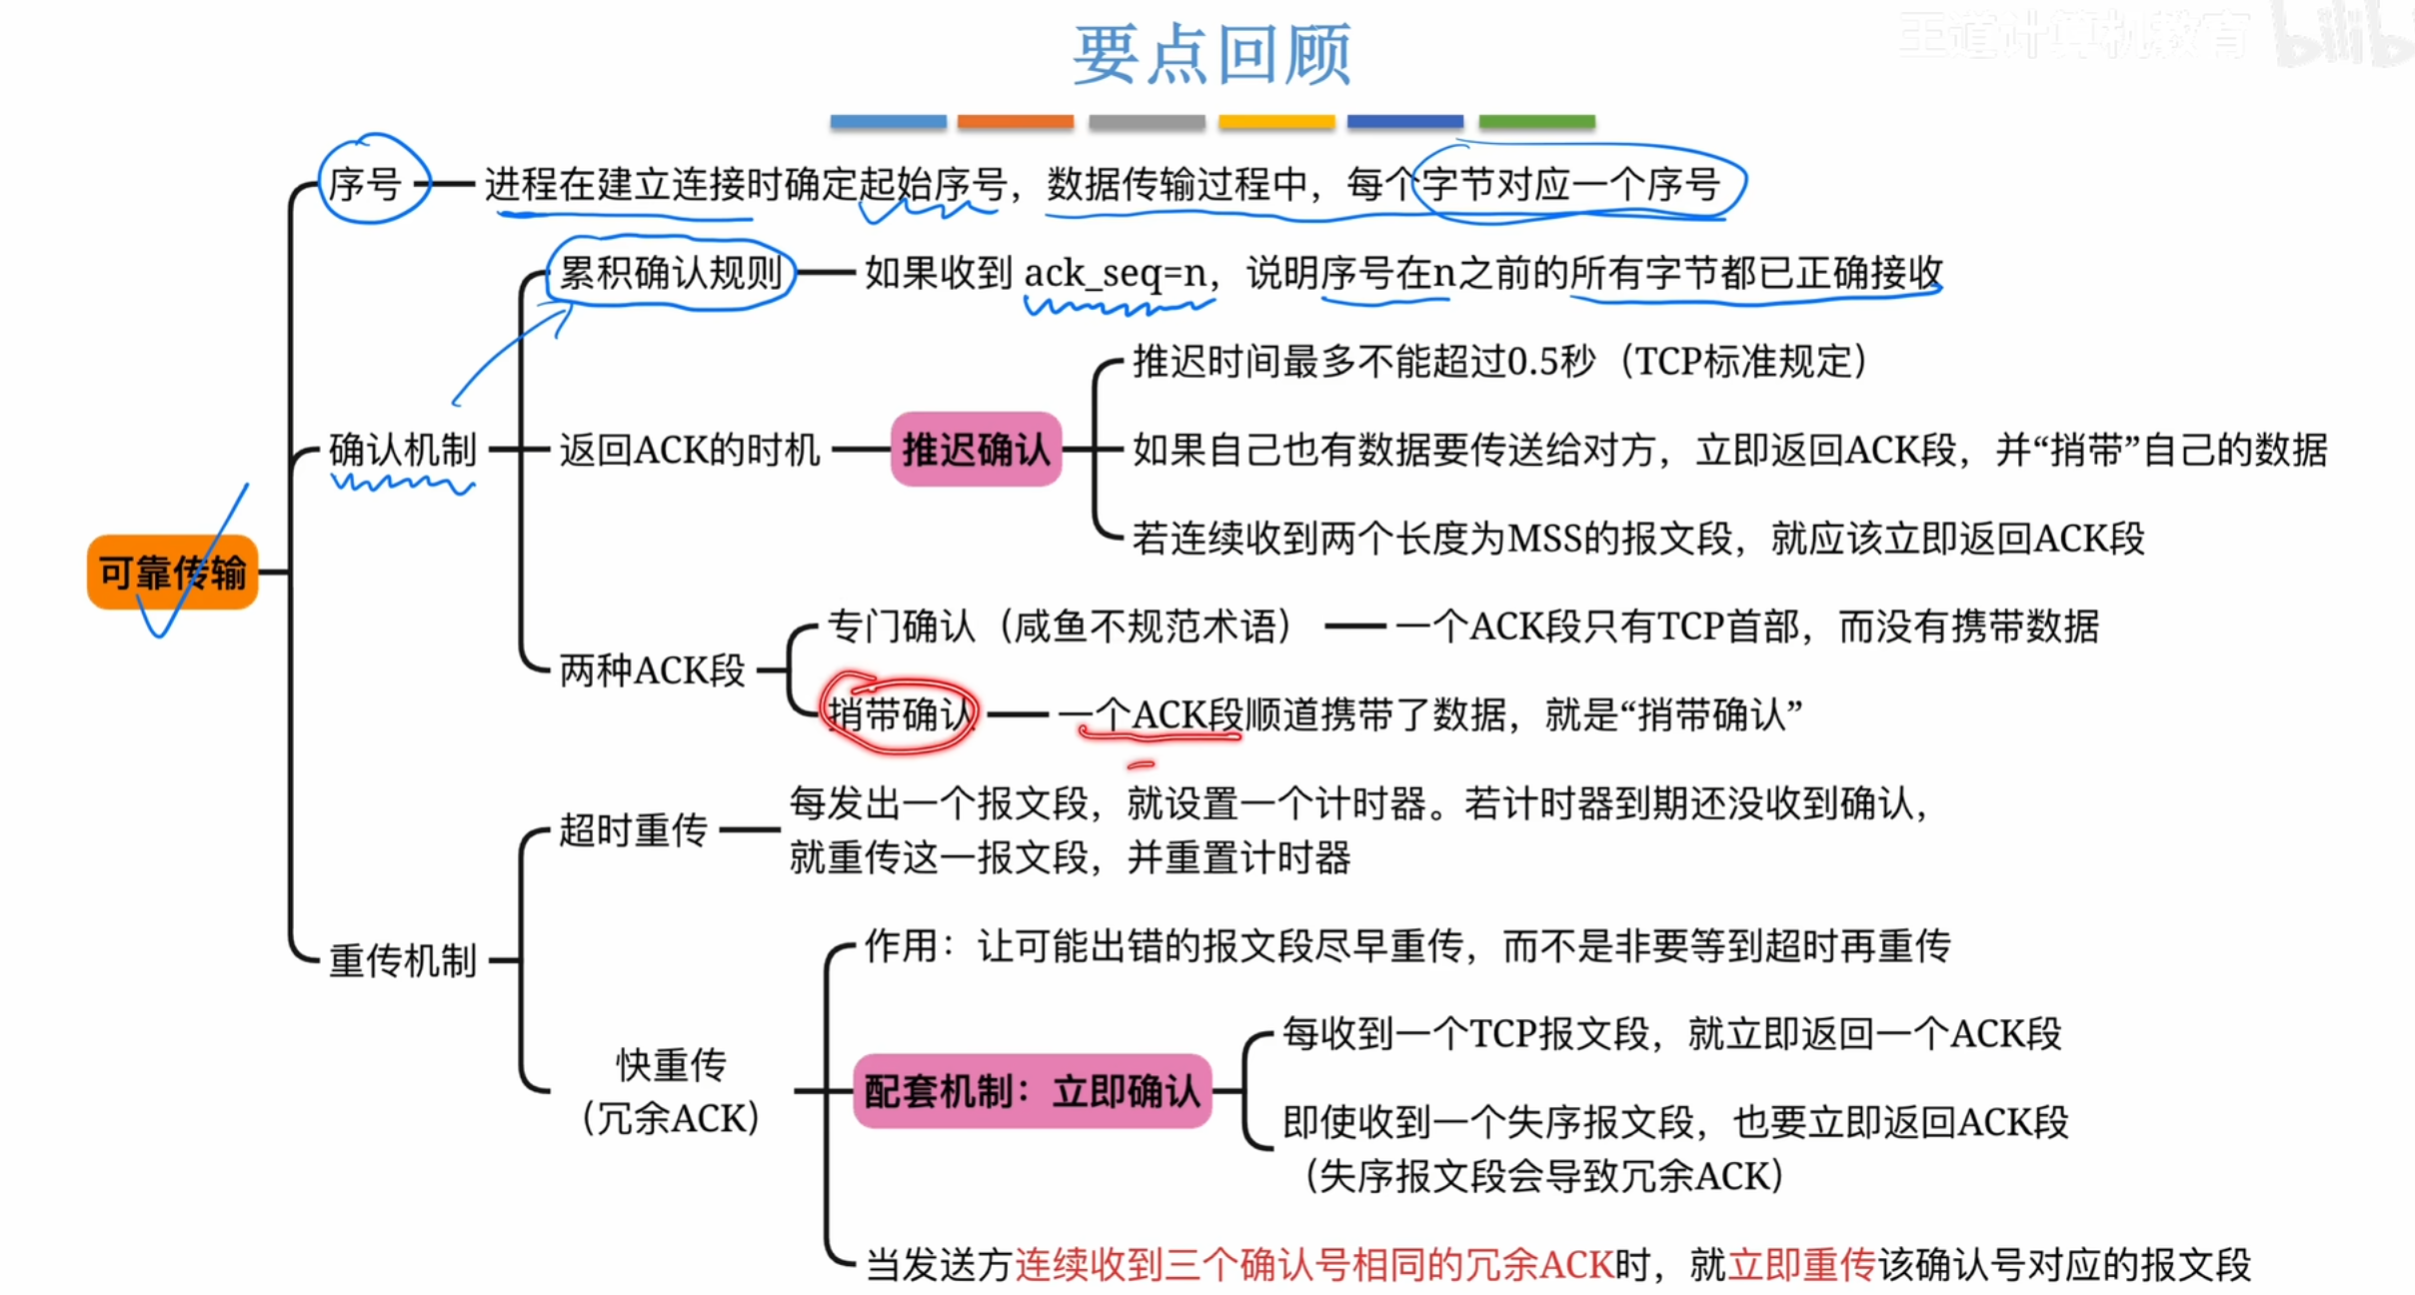 要点回顾
王道计算机教育
bilib
序号
进程在建立连接时确定起始序号，数据传输过程中，每个字节对应一个序号
累积确认规则
如果收到 ack_seq=n，说明序号在n之前的所有字节都已正确接收
推迟时间最多不能超过0.5秒（TCP标准规定）
确认机制
返回ACK的时机
推迟确认
如果自己也有数据要传送给对方，立即返回ACK段，并“捎带”自己的数据
若连续收到两个长度为MSS的报文段，就应该立即返回ACK段
可靠传输
专门确认（咸鱼不规范术语）
一个ACK段只有TCP首部，而没有携带数据
两种ACK段
捎带确认
一个ACK段顺道携带了数据，就是“捎带确认”
超时重传
每发出一个报文段，就设置一个计时器。若计时器到期还没收到确认，
就重传这一报文段，并重置计时器
重传机制
作用：让可能出错的报文段尽早重传，而不是非要等到超时再重传
快重传
（冗余ACK）
配套机制：立即确认
每收到一个TCP报文段，就立即返回一个ACK段
即使收到一个失序报文段，也要立即返回ACK段
（失序报文段会导致冗余ACK）
当发送方连续收到三个确认号相同的冗余ACK时，就立即重传该确认号对应的报文段